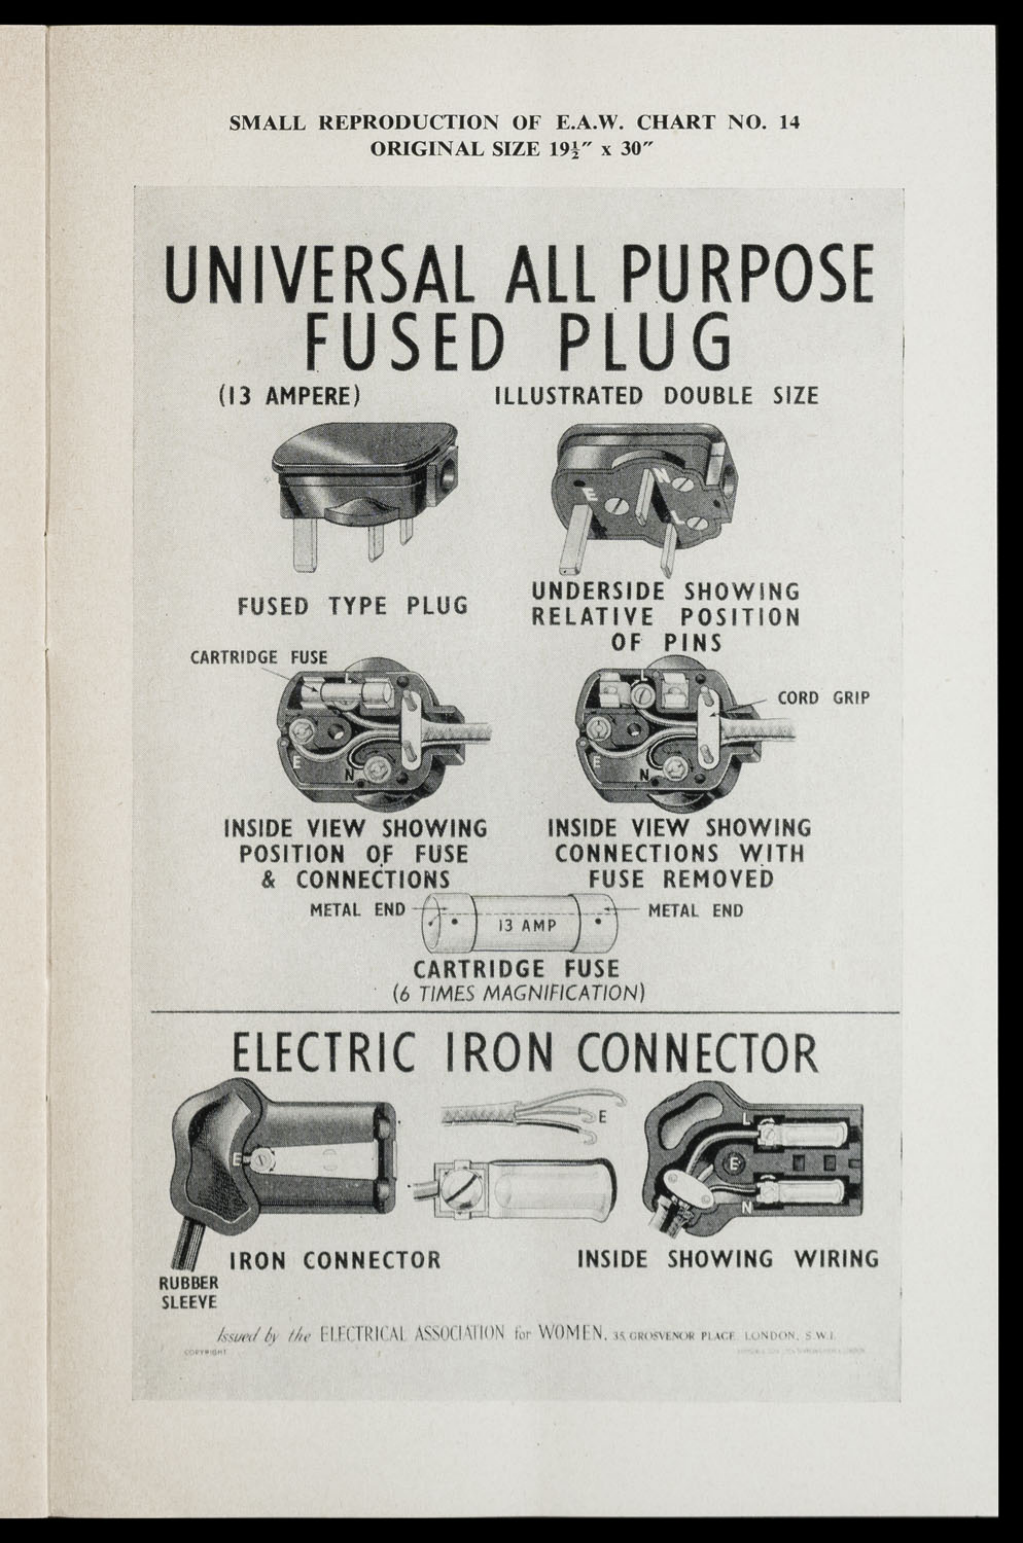 SMALL REPRODUCTION OF E.A.W. CHART NO. 14
ORIGINAL SIZE 19½″ x 30″
UNIVERSAL ALL PURPOSE
FUSED PLUG
(13 AMPERE)
ILLUSTRATED DOUBLE SIZE
E
N
L
FUSED TYPE PLUG
UNDERSIDE SHOWING
RELATIVE POSITION
OF PINS
CARTRIDGE FUSE
L
E
N
L
CORD GRIP
E
N
INSIDE VIEW SHOWING
POSITION OF FUSE
& CONNECTIONS
INSIDE VIEW SHOWING
CONNECTIONS WITH
FUSE REMOVED
METAL END
13 AMP
METAL END
CARTRIDGE FUSE
(6 TIMES MAGNIFICATION)
ELECTRIC IRON CONNECTOR
E
E
L
E
N
IRON CONNECTOR
INSIDE SHOWING WIRING
RUBBER
SLEEVE
Issued by the ELECTRICAL ASSOCIATION for WOMEN, 35 GROSVENOR PLACE, LONDON, S.W.1.
COPYRIGHT